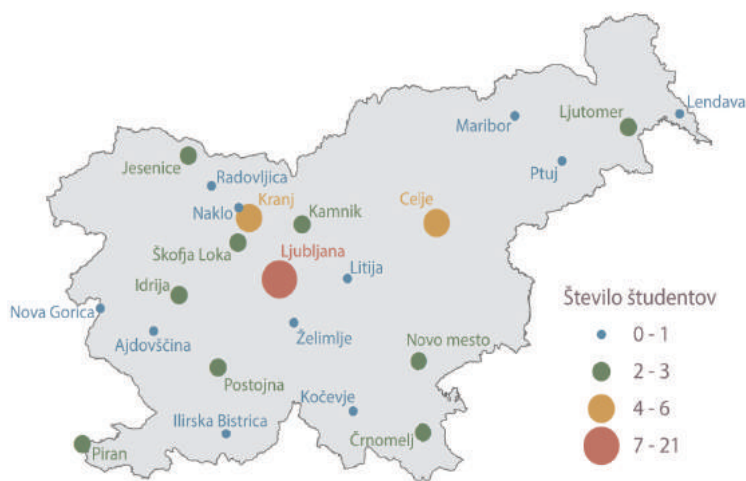 Lendava
Maribor
Ljutomer
Ptuj
Jesenice
Radovljica
Naklo
Kranj
Kamnik
Celje
Škofja Loka
Ljubljana
Litija
Idrija
Nova Gorica
Ajdovščina
Želimlje
Novo mesto
Postojna
Kočevje
Ilirska Bistrica
Črnomelj
Piran
Število študentov
0 - 1
2 - 3
4 - 6
7 - 21